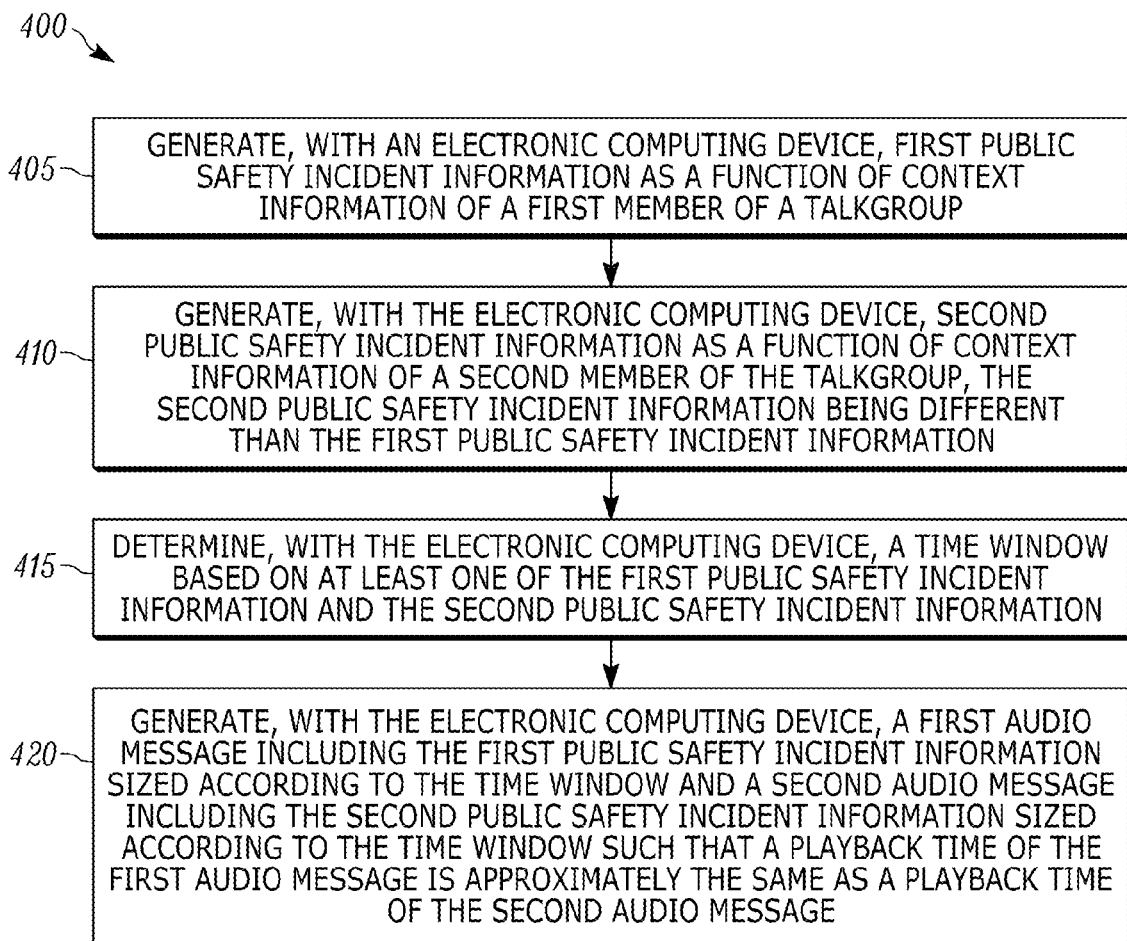 400
405
GENERATE, WITH AN ELECTRONIC COMPUTING DEVICE, FIRST PUBLIC
SAFETY INCIDENT INFORMATION AS A FUNCTION OF CONTEXT
INFORMATION OF A FIRST MEMBER OF A TALKGROUP
410
GENERATE, WITH THE ELECTRONIC COMPUTING DEVICE, SECOND
PUBLIC SAFETY INCIDENT INFORMATION AS A FUNCTION OF CONTEXT
INFORMATION OF A SECOND MEMBER OF THE TALKGROUP, THE
SECOND PUBLIC SAFETY INCIDENT INFORMATION BEING DIFFERENT
THAN THE FIRST PUBLIC SAFETY INCIDENT INFORMATION
415
DETERMINE, WITH THE ELECTRONIC COMPUTING DEVICE, A TIME WINDOW
BASED ON AT LEAST ONE OF THE FIRST PUBLIC SAFETY INCIDENT
INFORMATION AND THE SECOND PUBLIC SAFETY INCIDENT INFORMATION
420
GENERATE, WITH THE ELECTRONIC COMPUTING DEVICE, A FIRST AUDIO
MESSAGE INCLUDING THE FIRST PUBLIC SAFETY INCIDENT INFORMATION
SIZED ACCORDING TO THE TIME WINDOW AND A SECOND AUDIO MESSAGE
INCLUDING THE SECOND PUBLIC SAFETY INCIDENT INFORMATION SIZED
ACCORDING TO THE TIME WINDOW SUCH THAT A PLAYBACK TIME OF THE
FIRST AUDIO MESSAGE IS APPROXIMATELY THE SAME AS A PLAYBACK TIME
OF THE SECOND AUDIO MESSAGE